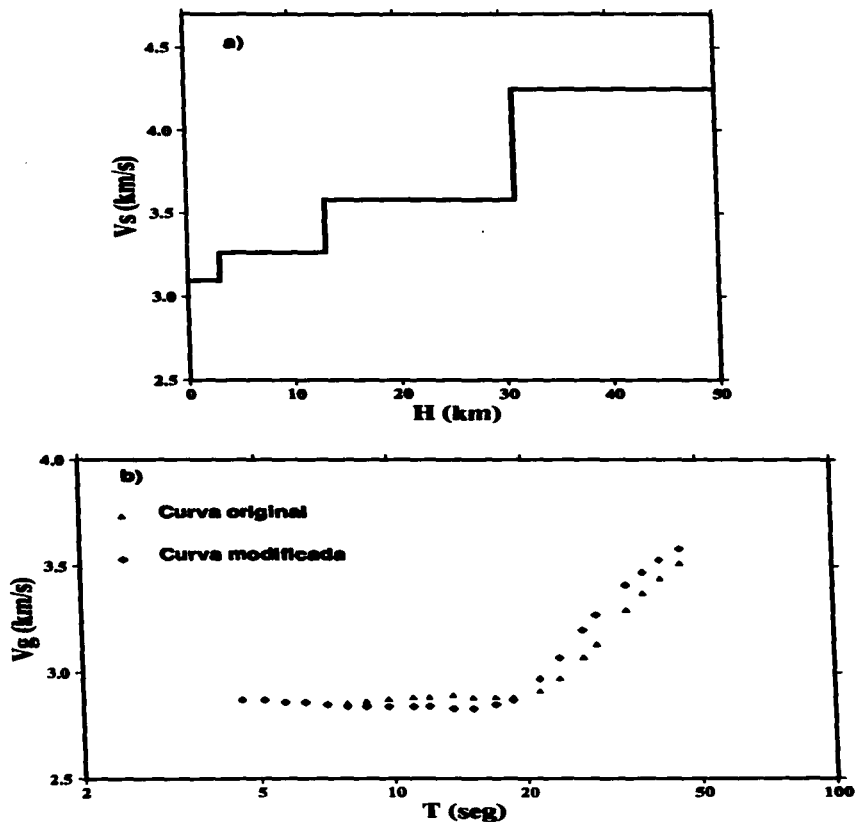 a)
4.5
4.0
3.5
3.0
2.5
Vs (km/s)
0 10 20 30 40 50
H (km)
b)
Curva original
Curva modificada
4.0
3.5
3.0
2.5
Vg (km/s)
2 5 10 20 50 100
T (seg)